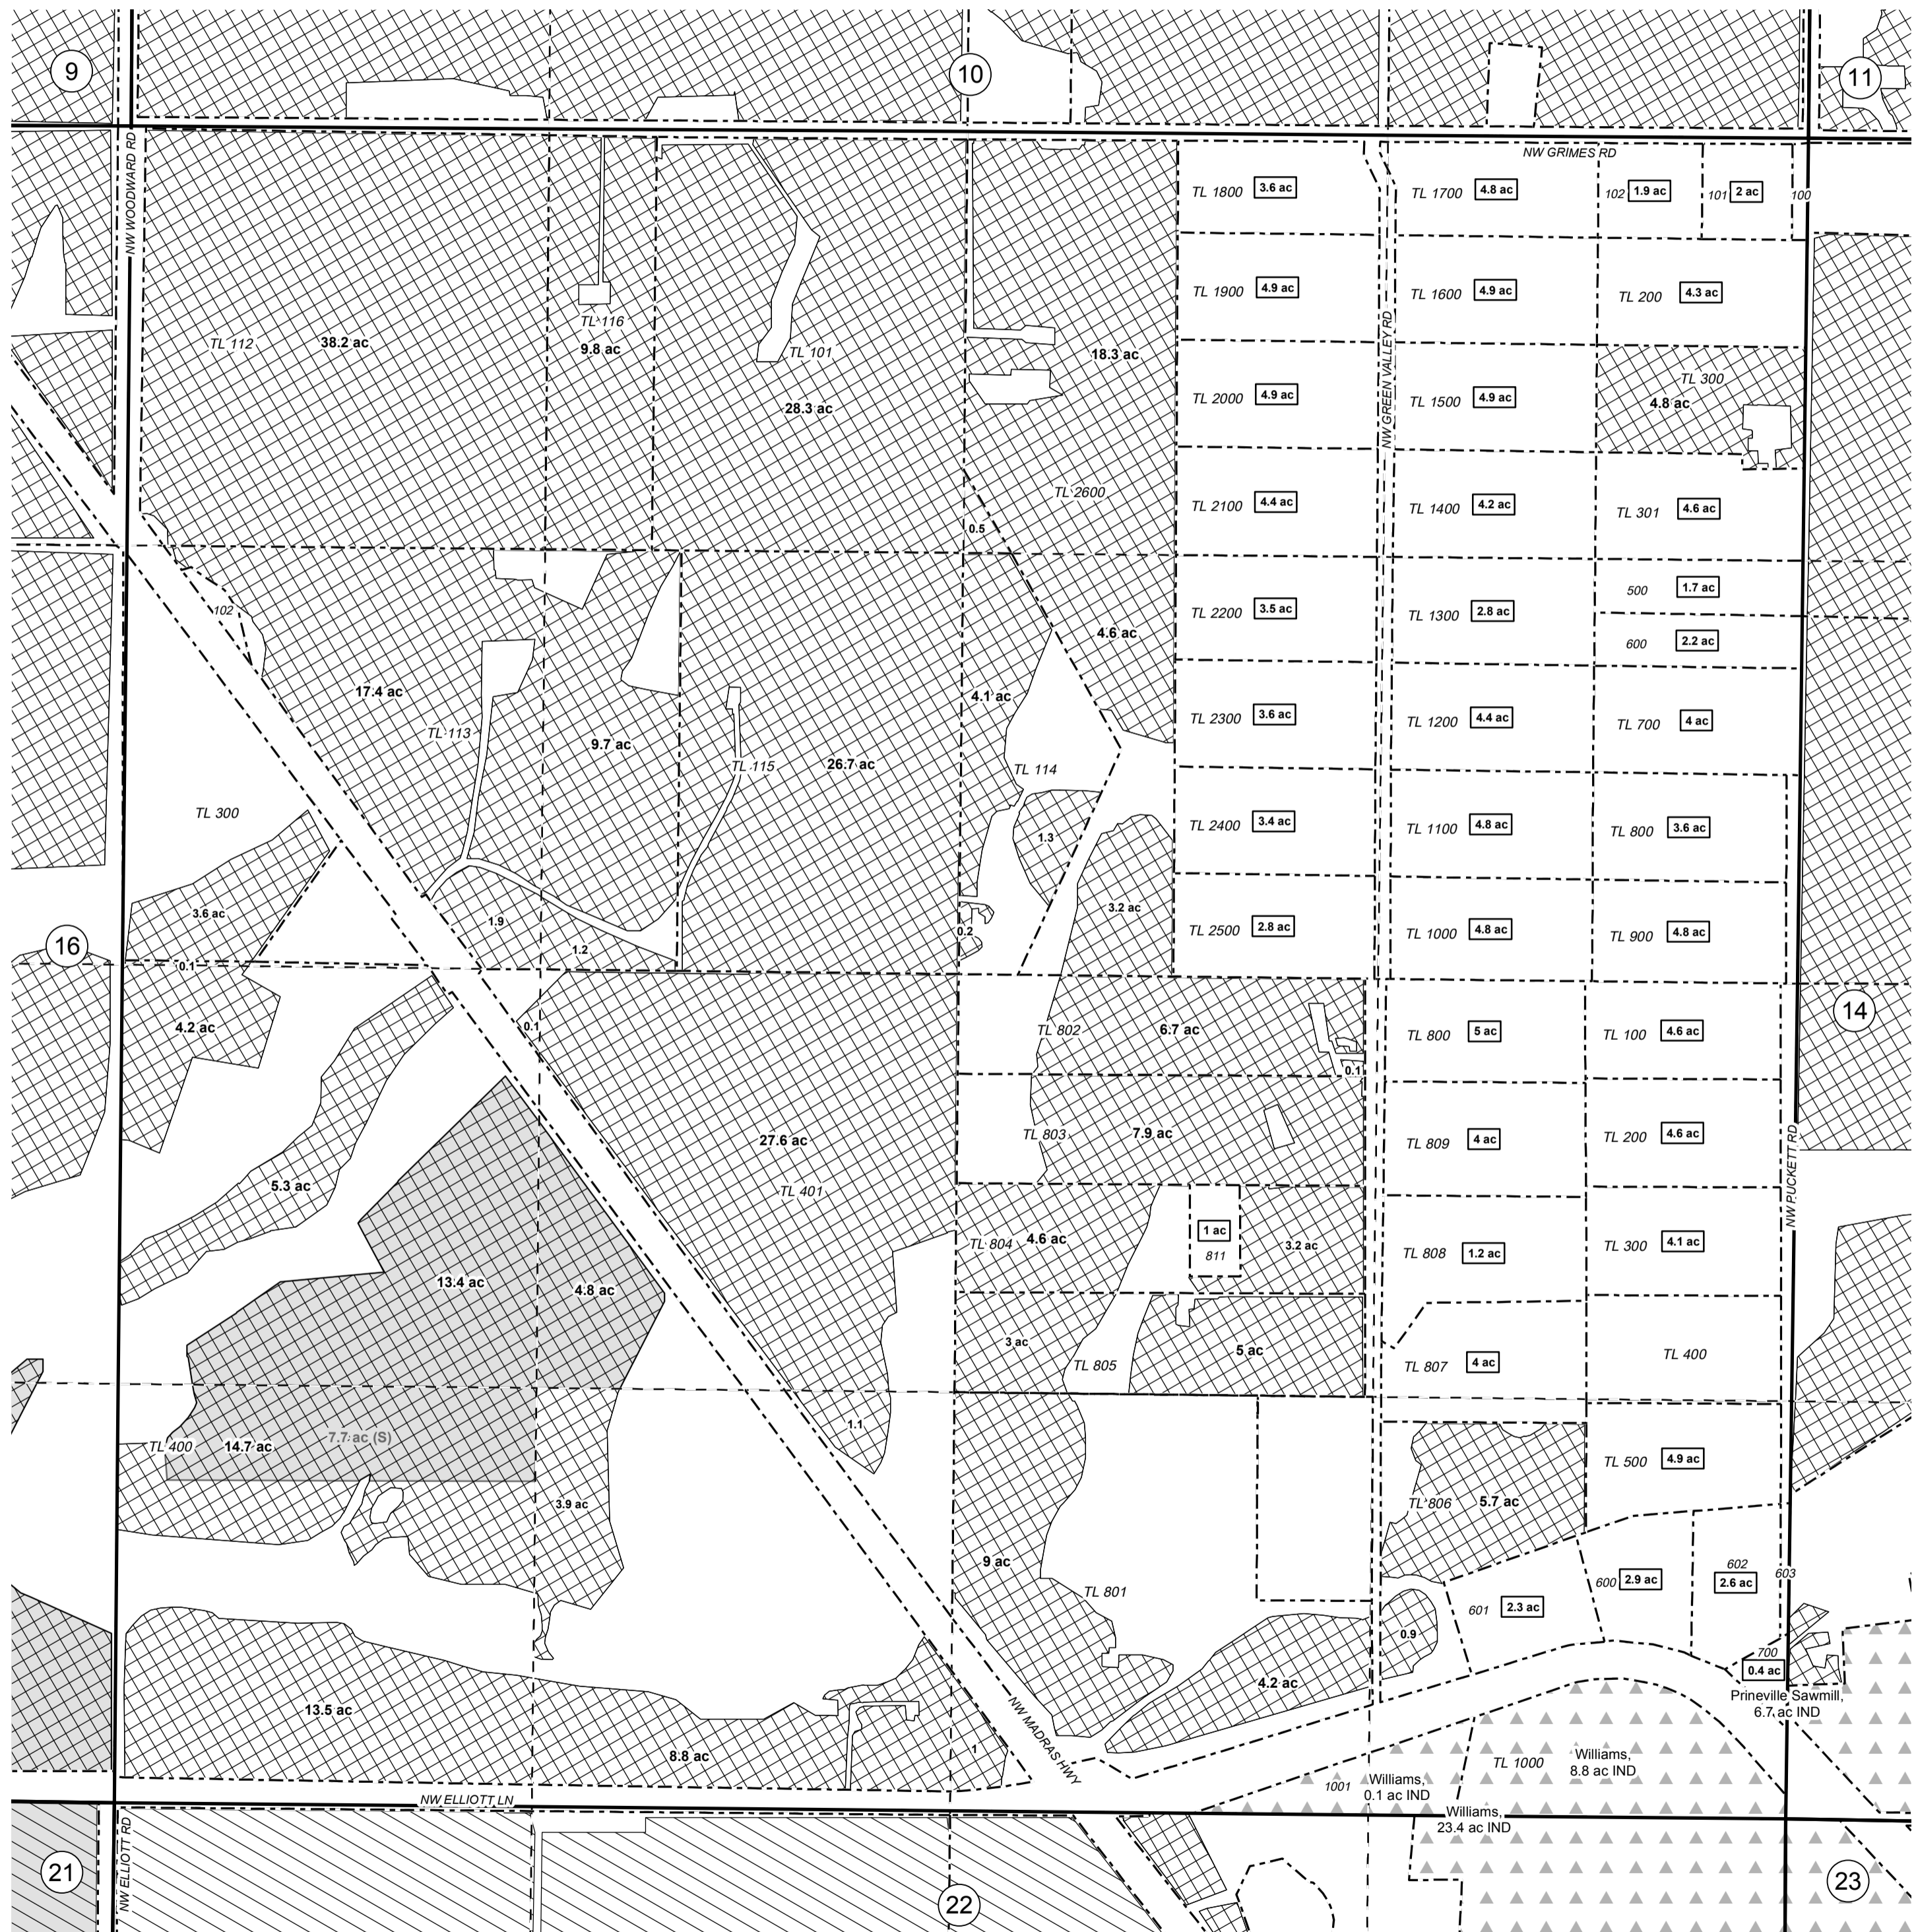 9
10
11
NW GRIMES RD
NW WOODWARD RD
TL 1800 3.6 ac
TL 1700 4.8 ac
102 1.9 ac
101 2 ac
100
TL 1900 4.9 ac
TL 1600 4.9 ac
TL 200 4.3 ac
TL 116
9.8 ac
TL 112
38.2 ac
TL 101
28.3 ac
18.3 ac
NW GREEN VALLEY RD
TL 300
4.8 ac
TL 2000 4.9 ac
TL 1500 4.9 ac
TL 2600
0.5
TL 2100 4.4 ac
TL 1400 4.2 ac
TL 301 4.6 ac
500 1.7 ac
102
TL 2200 3.5 ac
TL 1300 2.8 ac
4.6 ac
600 2.2 ac
17.4 ac
4.1 ac
TL 113
9.7 ac
TL 115
26.7 ac
TL 2300 3.6 ac
TL 1200 4.4 ac
TL 700 4 ac
TL 114
TL 300
1.3
TL 2400 3.4 ac
TL 1100 4.8 ac
TL 800 3.6 ac
3.6 ac
1.9
1.2
0.2
3.2 ac
TL 2500 2.8 ac
TL 1000 4.8 ac
TL 900 4.8 ac
16
0.1
14
4.2 ac
0.1
TL 802
6.7 ac
0.1
TL 800 5 ac
TL 100 4.6 ac
27.6 ac
TL 803
7.9 ac
TL 809 4 ac
TL 200 4.6 ac
NW PUCKETT RD
5.3 ac
TL 401
TL 804 4.6 ac
1 ac
811
3.2 ac
TL 808 1.2 ac
TL 300 4.1 ac
13.4 ac
4.8 ac
3 ac
TL 805
5 ac
TL 807 4 ac
TL 400
1.1
TL 400
14.7 ac
7.7 ac (S)
3.9 ac
TL 806
5.7 ac
TL 500 4.9 ac
9 ac
TL 801
602
2.6 ac
603
600 2.9 ac
601 2.3 ac
0.9
700
0.4 ac
4.2 ac
Prineville Sawmill,
6.7 ac IND
13.5 ac
8.8 ac
1
NW MADRAS HWY
TL 1000
Williams,
8.8 ac IND
1001
Williams,
0.1 ac IND
NW ELLIOTT LN
Williams,
23.4 ac IND
NW ELLIOTT RD
21
22
23